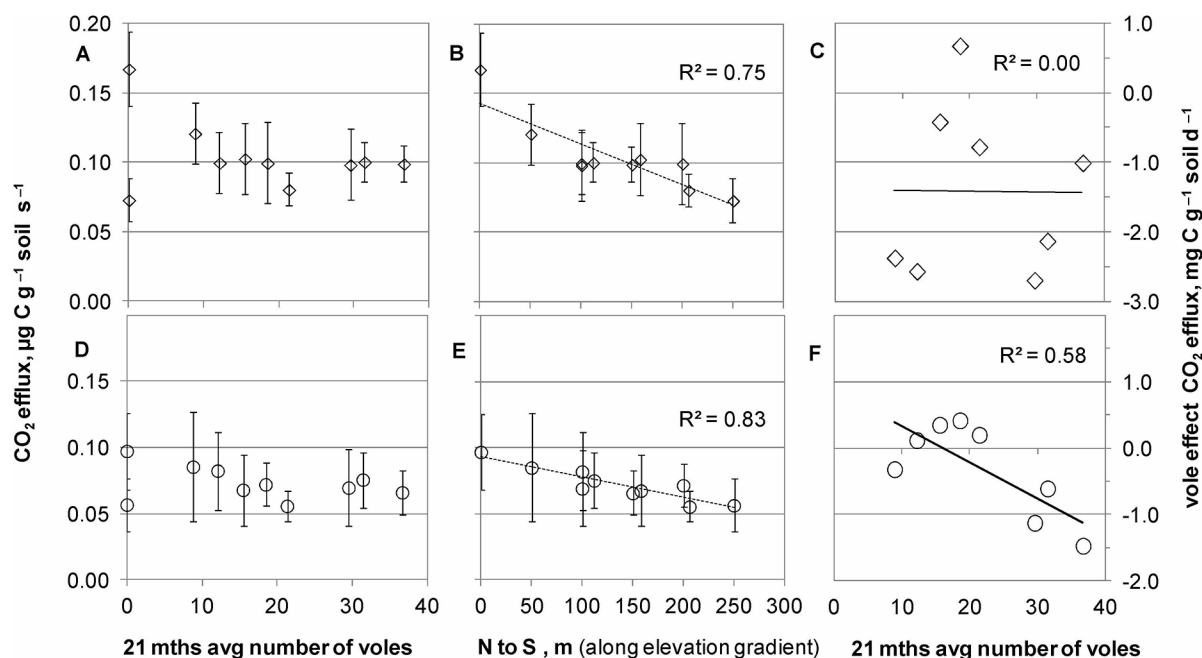 CO₂ efflux, µg C g⁻¹ soil s⁻¹
0.20
0.15
0.10
0.05
0.00
A
B
R² = 0.75
C
R² = 0.00
1.0
0.0
-1.0
-2.0
-3.0
vole effect CO₂ efflux, mg C g⁻¹ soil d⁻¹
D
0.15
0.10
0.05
0.00
E
R² = 0.83
F
R² = 0.58
1.0
0.0
-1.0
-2.0
0 10 20 30 40
0 50 100 150 200 250 300
10 20 30 40
21 mths avg number of voles
N to S , m (along elevation gradient)
21 mths avg number of voles